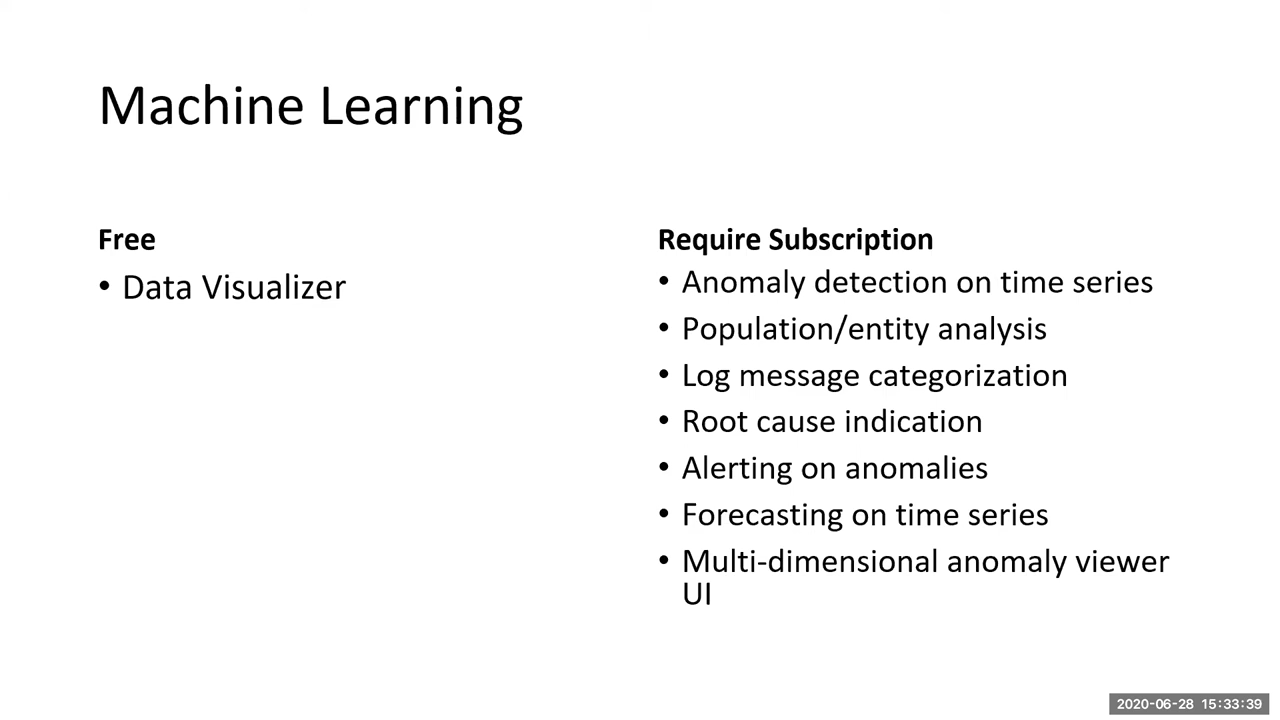 Machine Learning
Free
• Data Visualizer
Require Subscription
• Anomaly detection on time series
• Population/entity analysis
• Log message categorization
• Root cause indication
• Alerting on anomalies
• Forecasting on time series
• Multi-dimensional anomaly viewer
UI
2020-06-28 15:33:39